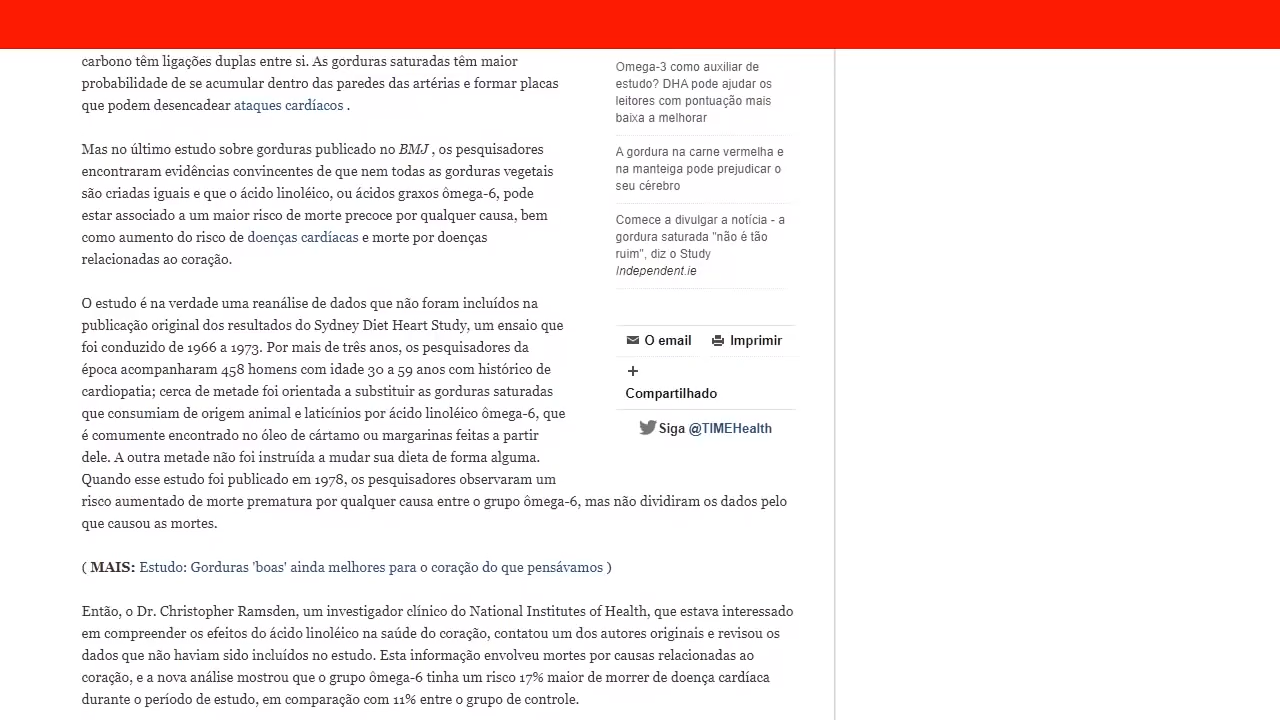 carbono têm ligações duplas entre si. As gorduras saturadas têm maior
probabilidade de se acumular dentro das paredes das artérias e formar placas
que podem desencadear ataques cardíacos .
Mas no último estudo sobre gorduras publicado no BMJ , os pesquisadores
encontraram evidências convincentes de que nem todas as gorduras vegetais
são criadas iguais e que o ácido linoléico, ou ácidos graxos ômega-6, pode
estar associado a um maior risco de morte precoce por qualquer causa, bem
como aumento do risco de doenças cardíacas e morte por doenças
relacionadas ao coração.
O estudo é na verdade uma reanálise de dados que não foram incluídos na
publicação original dos resultados do Sydney Diet Heart Study, um ensaio que
foi conduzido de 1966 a 1973. Por mais de três anos, os pesquisadores da
época acompanharam 458 homens com idade 30 a 59 anos com histórico de
cardiopatia; cerca de metade foi orientada a substituir as gorduras saturadas
que consumiam de origem animal e laticínios por ácido linoléico ômega-6, que
é comumente encontrado no óleo de cártamo ou margarinas feitas a partir
dele. A outra metade não foi instruída a mudar sua dieta de forma alguma.
Quando esse estudo foi publicado em 1978, os pesquisadores observaram um
risco aumentado de morte prematura por qualquer causa entre o grupo ômega-6, mas não dividiram os dados pelo
que causou as mortes.
( MAIS: Estudo: Gorduras 'boas' ainda melhores para o coração do que pensávamos )
Então, o Dr. Christopher Ramsden, um investigador clínico do National Institutes of Health, que estava interessado
em compreender os efeitos do ácido linoléico na saúde do coração, contatou um dos autores originais e revisou os
dados que não haviam sido incluídos no estudo. Esta informação envolveu mortes por causas relacionadas ao
coração, e a nova análise mostrou que o grupo ômega-6 tinha um risco 17% maior de morrer de doença cardíaca
durante o período de estudo, em comparação com 11% entre o grupo de controle.
Omega-3 como auxiliar de
estudo? DHA pode ajudar os
leitores com pontuação mais
baixa a melhorar
A gordura na carne vermelha e
na manteiga pode prejudicar o
seu cérebro
Comece a divulgar a notícia - a
gordura saturada "não é tão
ruim", diz o Study
Independent.ie
O email Imprimir
+
Compartilhado
Siga @TIMEHealth